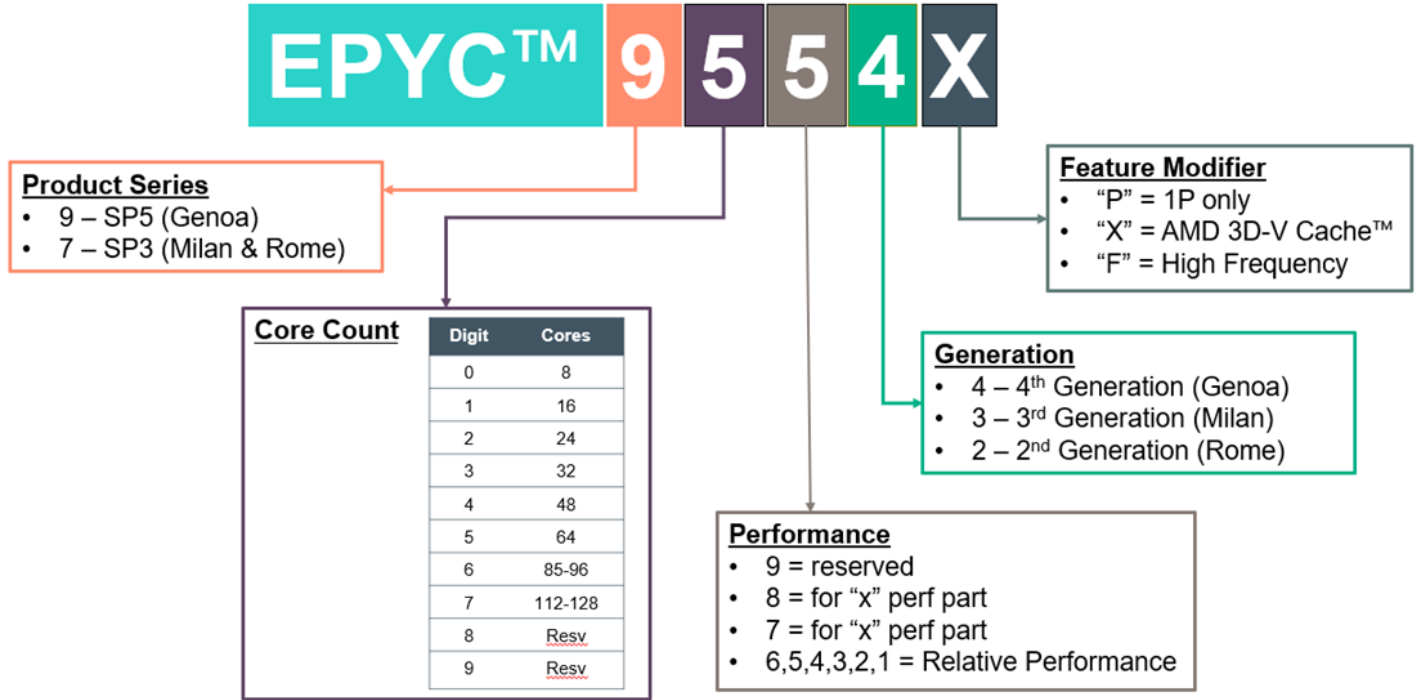 EPYC™ 9 5 5 4 X
Product Series
• 9 – SP5 (Genoa)
• 7 – SP3 (Milan & Rome)
Feature Modifier
• “P” = 1P only
• “X” = AMD 3D-V Cache™
• “F” = High Frequency
Core Count
Digit Cores
0 8
1 16
2 24
3 32
4 48
5 64
6 85-96
7 112-128
8 Resv
9 Resv
Generation
• 4 – 4th Generation (Genoa)
• 3 – 3rd Generation (Milan)
• 2 – 2nd Generation (Rome)
Performance
• 9 = reserved
• 8 = for “x” perf part
• 7 = for “x” perf part
• 6,5,4,3,2,1 = Relative Performance